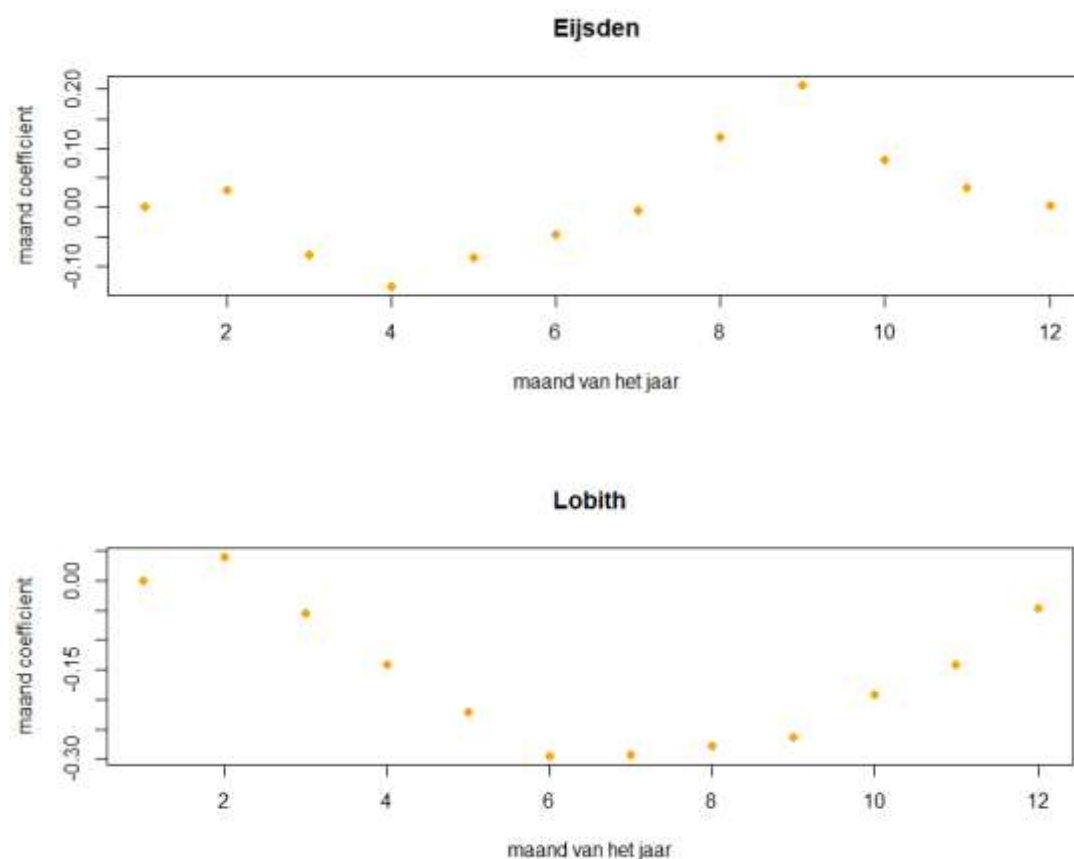 Eijsden
maand coefficient
0.20
0.10
0.00
-0.10
2 4 6 8 10 12
maand van het jaar
Lobith
maand coefficient
0.00
-0.15
-0.30
2 4 6 8 10 12
maand van het jaar